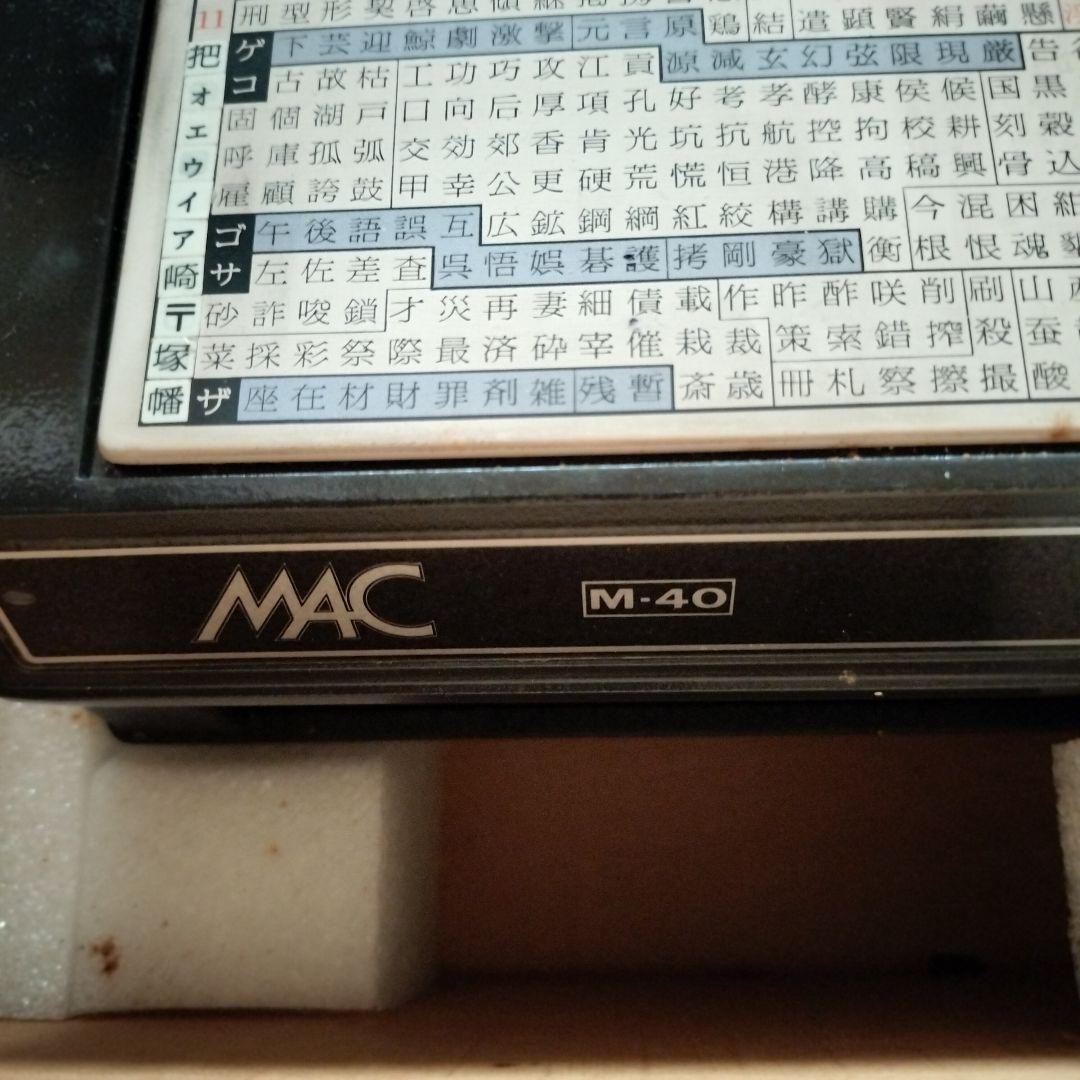 11 刑 型 形 契 啓 恵
ゲ 下 芸 迎 鯨 劇 激 撃 元 言 原 鶏 結 遣 顕 賢 絹 繭 懸
把 コ 古 故 枯 工 功 巧 攻 江 貢 源 減 玄 幻 弦 限 現 厳 告
ォ 固 個 湖 戸 口 向 后 厚 項 孔 好 考 孝 酵 康 侯 候 国 黒
ェ 呼 庫 孤 弧 交 効 郊 香 肯 光 坑 抗 航 控 拘 校 耕 刻 穀
ゥ 雇 顧 誇 鼓 甲 幸 公 更 硬 荒 慌 恒 港 降 高 稿 興 骨 込
ィ ゴ 午 後 語 誤 互 広 鉱 鋼 綱 紅 絞 構 講 購 今 混 困 紺
ァ サ 左 佐 差 査 呉 悟 娯 碁 護 拷 剛 豪 獄 衡 根 恨 魂
崎 砂 詐 唆 鎖 才 災 再 妻 細 債 載 作 昨 酢 咲 削 刷 山 産
〒 菜 採 彩 祭 際 最 済 砕 宰 催 栽 裁 策 索 錯 搾 殺 蚕
塚 ザ 座 在 材 財 罪 剤 雑 残 暫 斎 歳 冊 札 察 擦 撮 酸
幡
MAC M-40